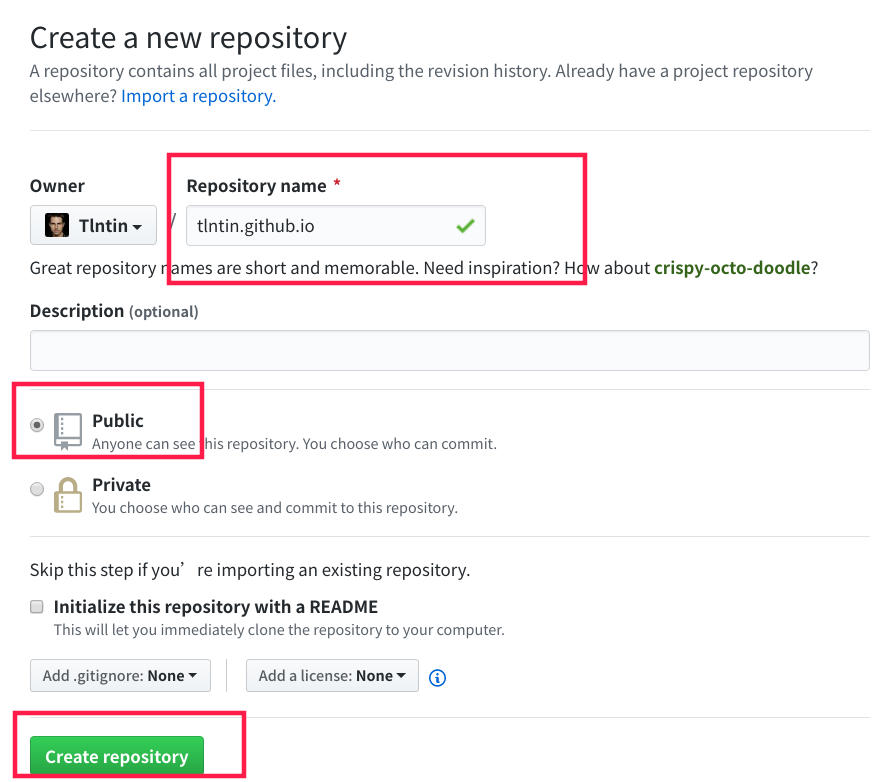 Create a new repository
A repository contains all project files, including the revision history. Already have a project repository
elsewhere? Import a repository.
Owner
Repository name *
Tlntin
/
tlntin.github.io
Great repository names are short and memorable. Need inspiration? How about crispy-octo-doodle?
Description (optional)
Public
Anyone can see this repository. You choose who can commit.
Private
You choose who can see and commit to this repository.
Skip this step if you’re importing an existing repository.
Initialize this repository with a README
This will let you immediately clone the repository to your computer.
Add .gitignore: None
Add a license: None
Create repository